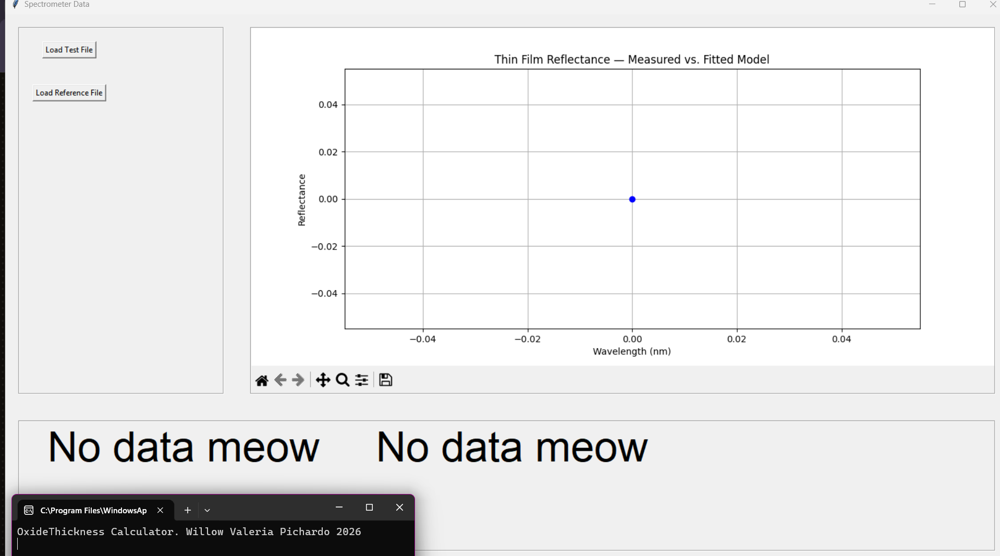 Spectrometer Data
Load Test File
Load Reference File
Thin Film Reflectance — Measured vs. Fitted Model
0.04
0.02
0.00
−0.02
−0.04
Reflectance
−0.04 −0.02 0.00 0.02 0.04
Wavelength (nm)
No data meow No data meow
C:\Program Files\WindowsAp
OxideThickness Calculator. Willow Valeria Pichardo 2026